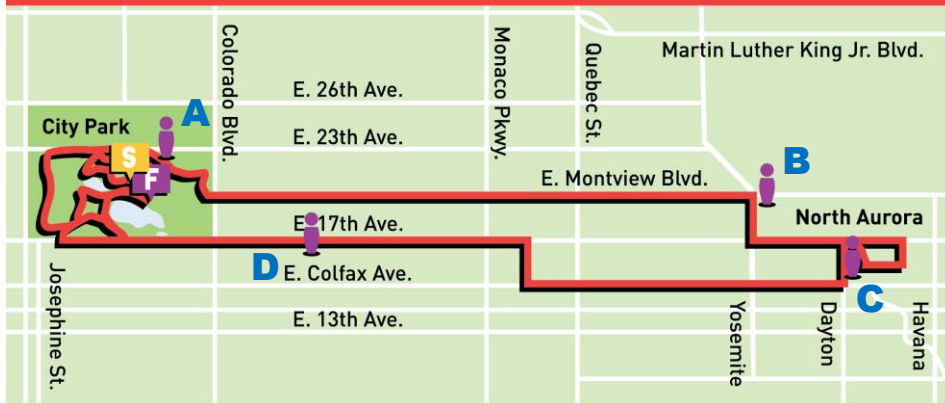 Martin Luther King Jr. Blvd.
Colorado Blvd.
Monaco Pkwy.
Quebec St.
E. 26th Ave.
A
City Park
E. 23th Ave.
S
F
B
E. Montview Blvd.
North Aurora
E. 17th Ave.
D
E. Colfax Ave.
C
Josephine St.
E. 13th Ave.
Yosemite
Dayton
Havana